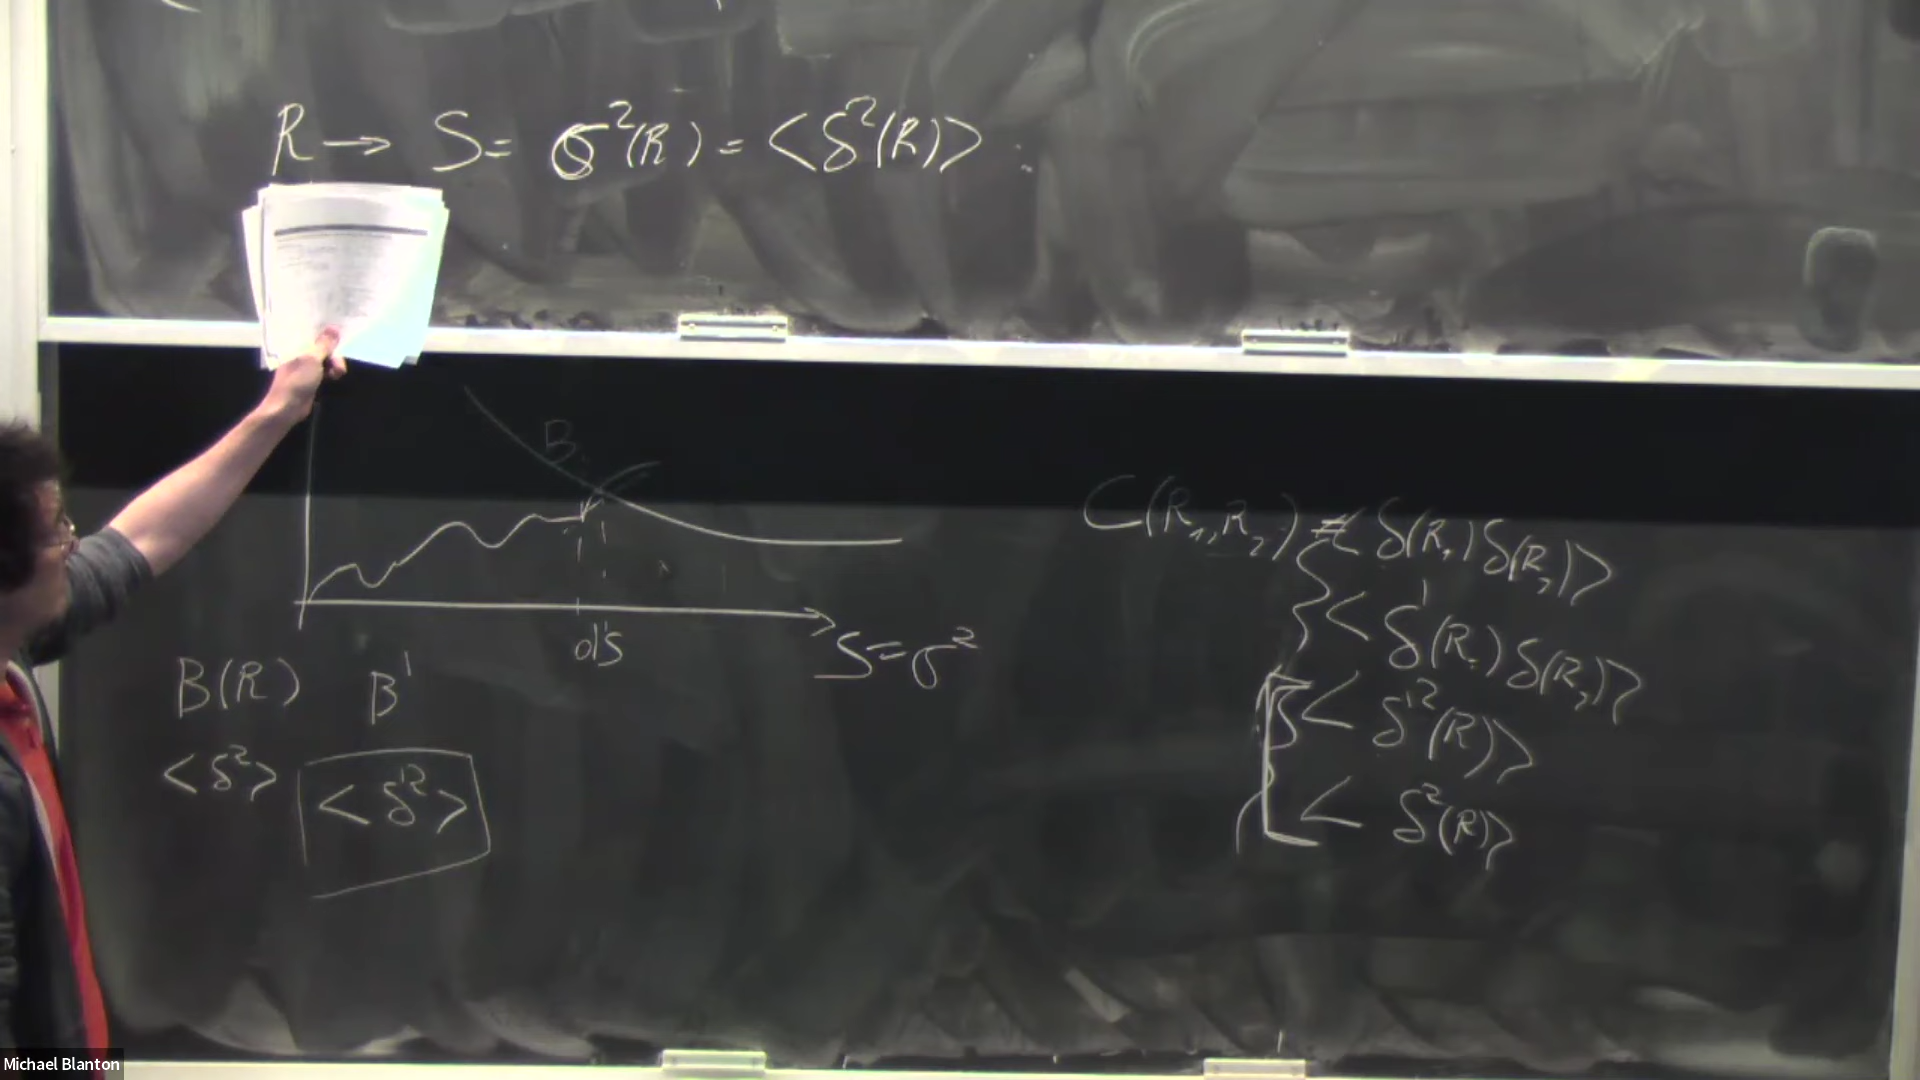 R → S = σ²(R) = <δ²(R)>
B
dS
S=σ²
B(R) B'
<δ²> <δ'²>
C(R₁,R₂) = <δ(R₁)δ(R₂)>
<δ'(R₁)δ(R₂)>
<δ'²(R)>
<δ²(R)>
Michael Blanton